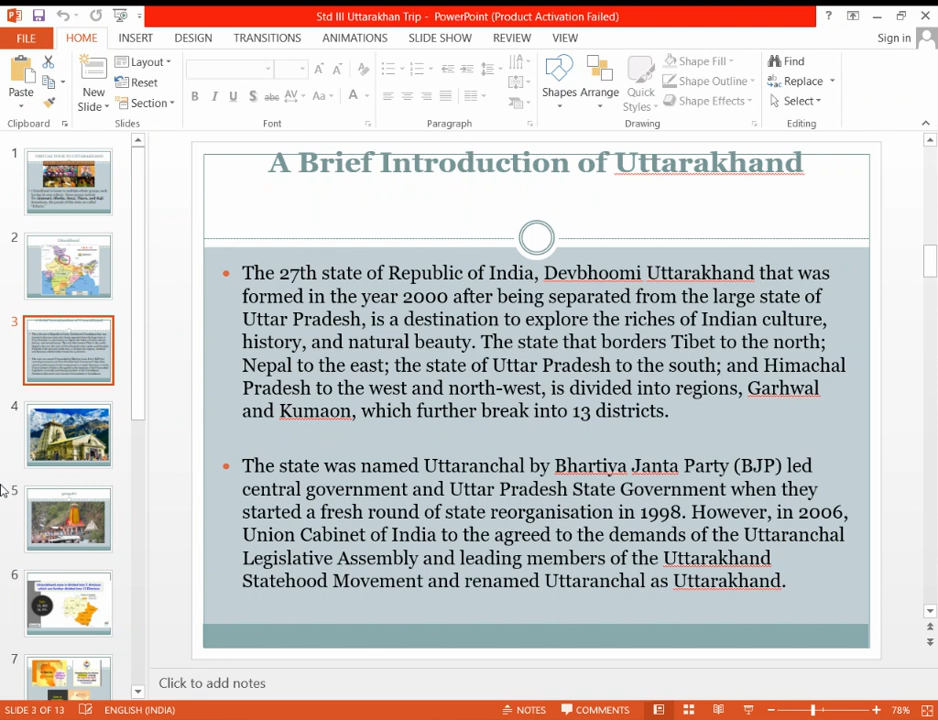 Std III Uttarakhan Trip - PowerPoint (Product Activation Failed)
FILE HOME INSERT DESIGN TRANSITIONS ANIMATIONS SLIDE SHOW REVIEW VIEW Sign in
Paste
New
Slide
Layout
Reset
Section
Shapes
Arrange
Quick
Styles
Shape Fill
Shape Outline
Shape Effects
Find
Replace
Select
Clipboard Slides Font Paragraph Drawing Editing
1
2
Uttarakhand
3
4
5
6
7
A Brief Introduction of Uttarakhand
• The 27th state of Republic of India, Devbhoomi Uttarakhand that was
formed in the year 2000 after being separated from the large state of
Uttar Pradesh, is a destination to explore the riches of Indian culture,
history, and natural beauty. The state that borders Tibet to the north;
Nepal to the east; the state of Uttar Pradesh to the south; and Himachal
Pradesh to the west and north-west, is divided into regions, Garhwal
and Kumaon, which further break into 13 districts.
• The state was named Uttaranchal by Bhartiya Janta Party (BJP) led
central government and Uttar Pradesh State Government when they
started a fresh round of state reorganisation in 1998. However, in 2006,
Union Cabinet of India to the agreed to the demands of the Uttaranchal
Legislative Assembly and leading members of the Uttarakhand
Statehood Movement and renamed Uttaranchal as Uttarakhand.
Click to add notes
SLIDE 3 OF 13 ENGLISH (INDIA) NOTES COMMENTS 78%